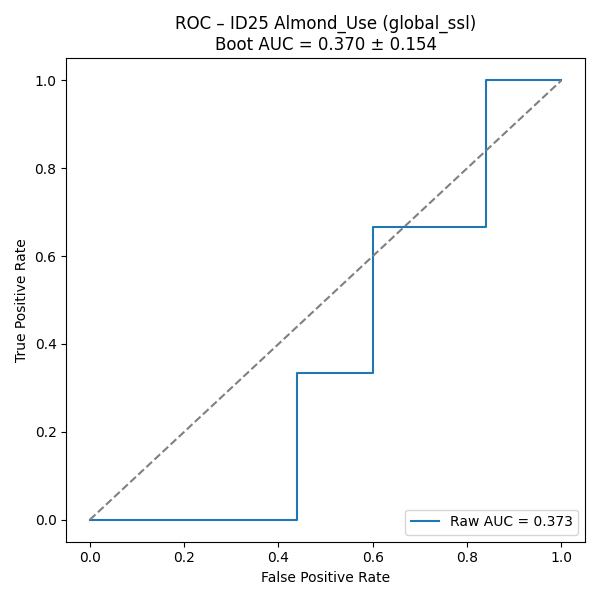 ROC – ID25 Almond_Use (global_ssl)
Boot AUC = 0.370 ± 0.154
True Positive Rate
1.0
0.8
0.6
0.4
0.2
0.0
Raw AUC = 0.373
0.0 0.2 0.4 0.6 0.8 1.0
False Positive Rate